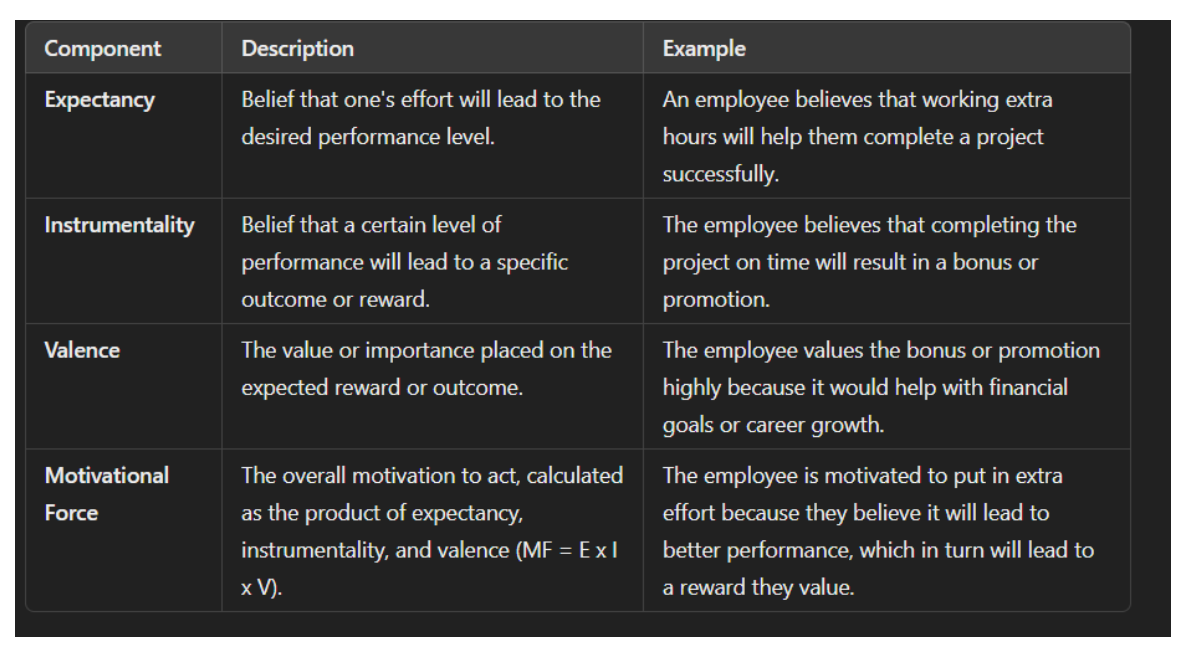 Component Description Example
Expectancy Belief that one's effort will lead to the An employee believes that working extra
desired performance level. hours will help them complete a project
successfully.
Instrumentality Belief that a certain level of The employee believes that completing the
performance will lead to a specific project on time will result in a bonus or
outcome or reward. promotion.
Valence The value or importance placed on the The employee values the bonus or promotion
expected reward or outcome. highly because it would help with financial
goals or career growth.
Motivational The overall motivation to act, calculated The employee is motivated to put in extra
Force as the product of expectancy, effort because they believe it will lead to
instrumentality, and valence (MF = E x I better performance, which in turn will lead to
x V). a reward they value.